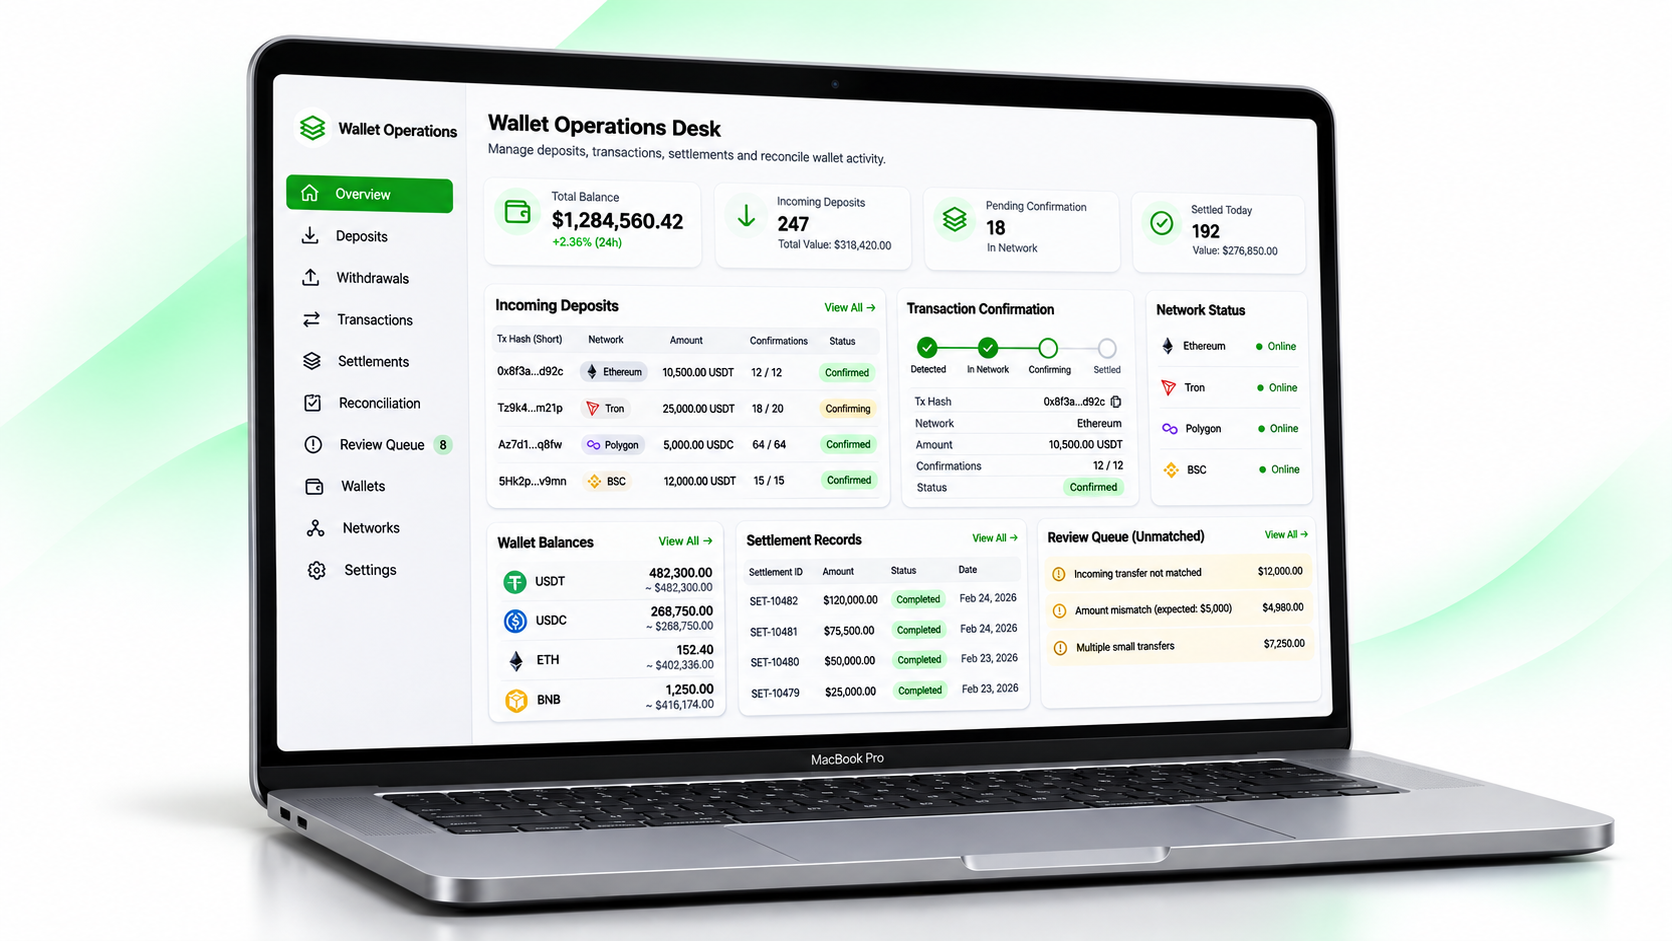 Wallet Operations
Overview
Deposits
Withdrawals
Transactions
Settlements
Reconciliation
Review Queue 8
Wallets
Networks
Settings
Wallet Operations Desk
Manage deposits, transactions, settlements and reconcile wallet activity.
Total Balance
$1,284,560.42
+2.36% (24h)
Incoming Deposits
247
Total Value: $318,420.00
Pending Confirmation
18
In Network
Settled Today
192
Value: $276,850.00
Incoming Deposits View All →
Tx Hash (Short) Network Amount Confirmations Status
0x8f3a...d92c Ethereum 10,500.00 USDT 12 / 12 Confirmed
Tz9k4...m21p Tron 25,000.00 USDT 18 / 20 Confirming
Az7d1...q8fw Polygon 5,000.00 USDC 64 / 64 Confirmed
5Hk2p...v9mn BSC 12,000.00 USDT 15 / 15 Confirmed
Transaction Confirmation
Detected In Network Confirming Settled
Tx Hash 0x8f3a...d92c
Network Ethereum
Amount 10,500.00 USDT
Confirmations 12 / 12
Status Confirmed
Network Status
Ethereum Online
Tron Online
Polygon Online
BSC Online
Wallet Balances View All →
USDT 482,300.00
~ $482,300.00
USDC 268,750.00
~ $268,750.00
ETH 152.40
~ $402,336.00
BNB 1,250.00
~ $416,174.00
Settlement Records View All →
Settlement ID Amount Status Date
SET-10482 $120,000.00 Completed Feb 24, 2026
SET-10481 $75,500.00 Completed Feb 24, 2026
SET-10480 $50,000.00 Completed Feb 23, 2026
SET-10479 $25,000.00 Completed Feb 23, 2026
Review Queue (Unmatched) View All →
Incoming transfer not matched $12,000.00
Amount mismatch (expected: $5,000) $4,980.00
Multiple small transfers $7,250.00
MacBook Pro